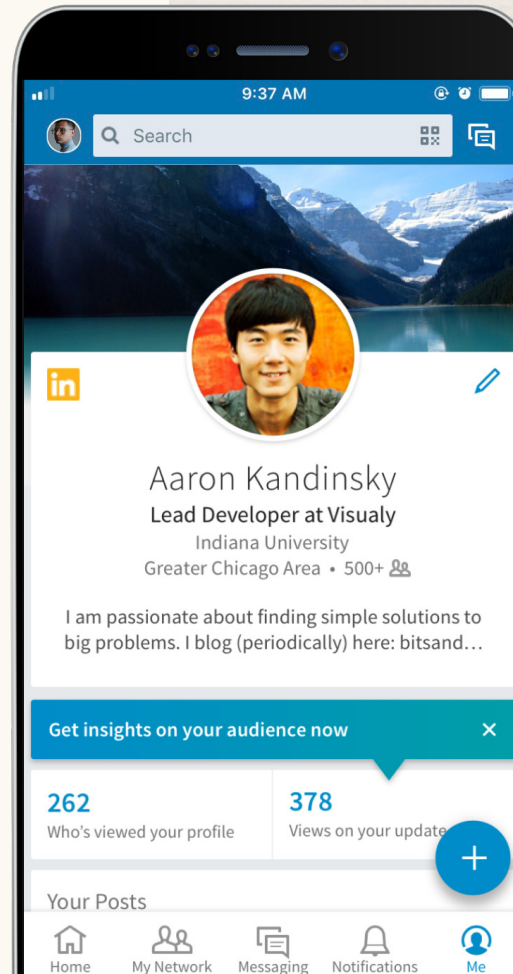 9:37 AM
Search
in
Aaron Kandinsky
Lead Developer at Visualy
Indiana University
Greater Chicago Area • 500+
I am passionate about finding simple solutions to
big problems. I blog (periodically) here: bitsand...
Get insights on your audience now
262
Who's viewed your profile
378
Views on your update
Your Posts
Home
My Network
Messaging
Notifications
Me